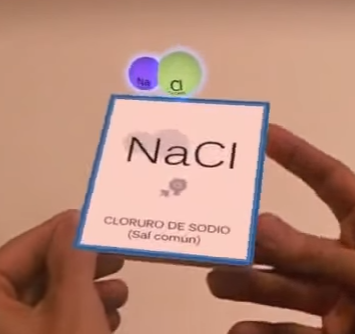 Na Cl
NaCl
CLORURO DE SODIO
(Sal común)